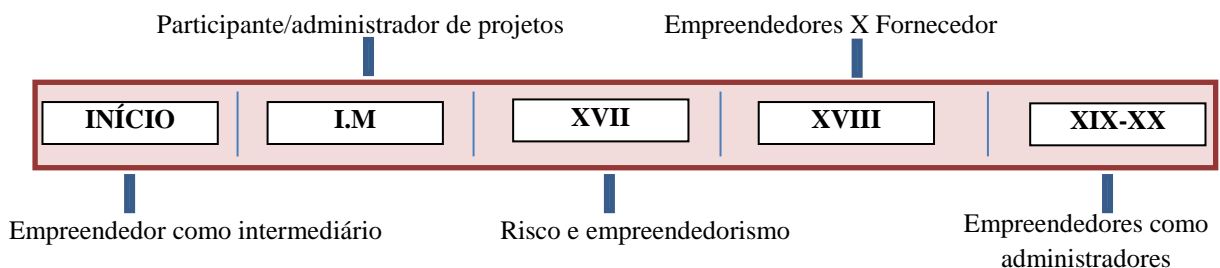 Participante/administrador de projetos
Empreendedores X Fornecedor
INÍCIO
I.M
XVII
XVIII
XIX-XX
Empreendedor como intermediário
Risco e empreendedorismo
Empreendedores como
administradores